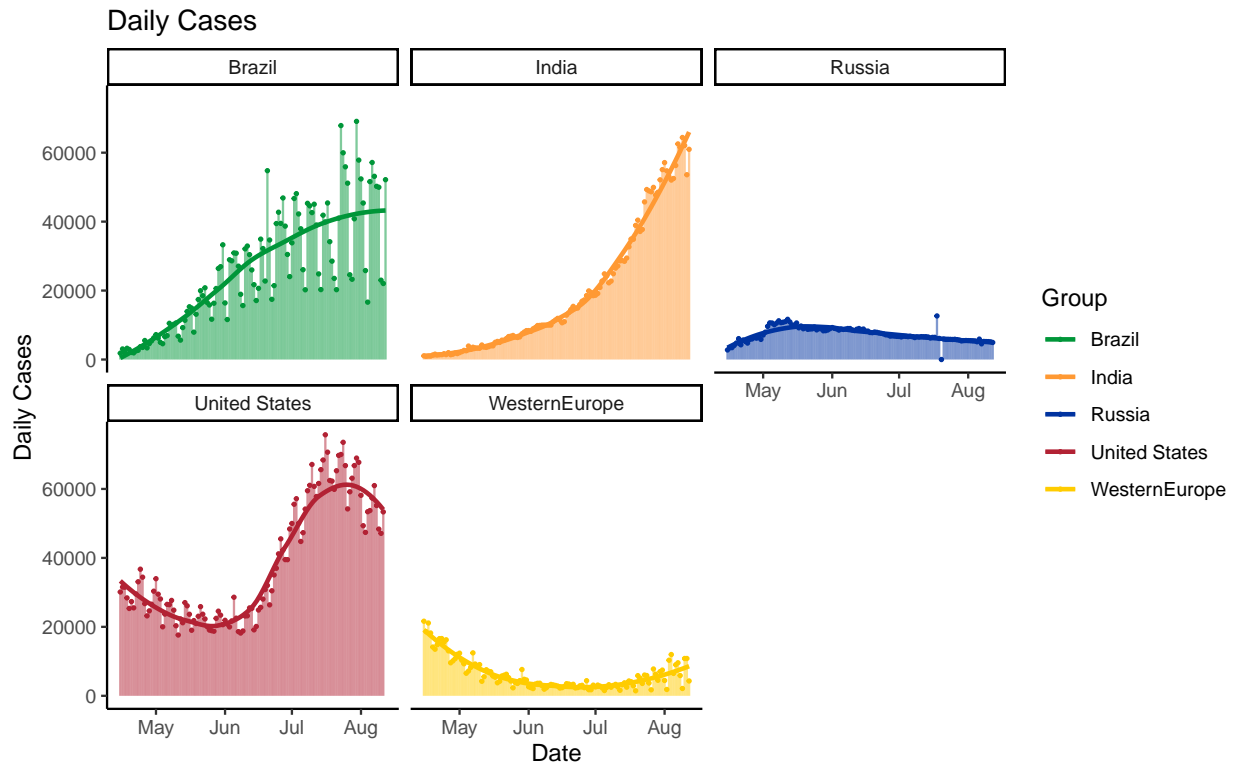 Daily Cases
Brazil
India
Russia
60000
40000
20000
0
May
Jun
Jul
Aug
United States
WesternEurope
60000
40000
20000
0
May
Jun
Jul
Aug
May
Jun
Jul
Aug
Date
Daily Cases
Group
Brazil
India
Russia
United States
WesternEurope